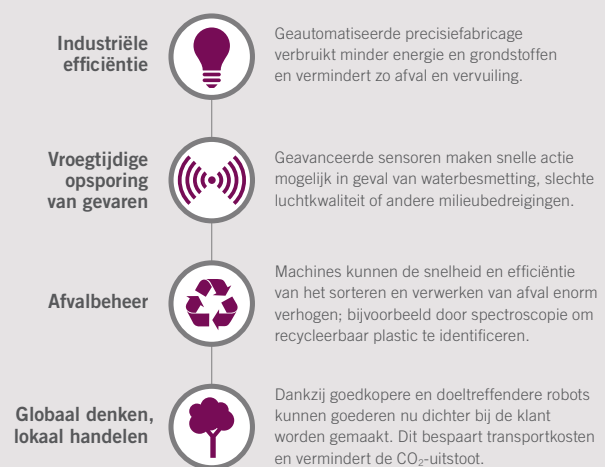 Industriële
efficiëntie
Geautomatiseerde precisiefabricage
verbruikt minder energie en grondstoffen
en vermindert zo afval en vervuiling.
Vroegtijdige
opsporing
van gevaren
Geavanceerde sensoren maken snelle actie
mogelijk in geval van waterbesmetting, slechte
luchtkwaliteit of andere milieubedreigingen.
Afvalbeheer
Machines kunnen de snelheid en efficiëntie
van het sorteren en verwerken van afval enorm
verhogen; bijvoorbeeld door spectroscopie om
recycleerbaar plastic te identificeren.
Globaal denken,
lokaal handelen
Dankzij goedkopere en doeltreffendere robots
kunnen goederen nu dichter bij de klant
worden gemaakt. Dit bespaart transportkosten
en vermindert de CO₂-uitstoot.